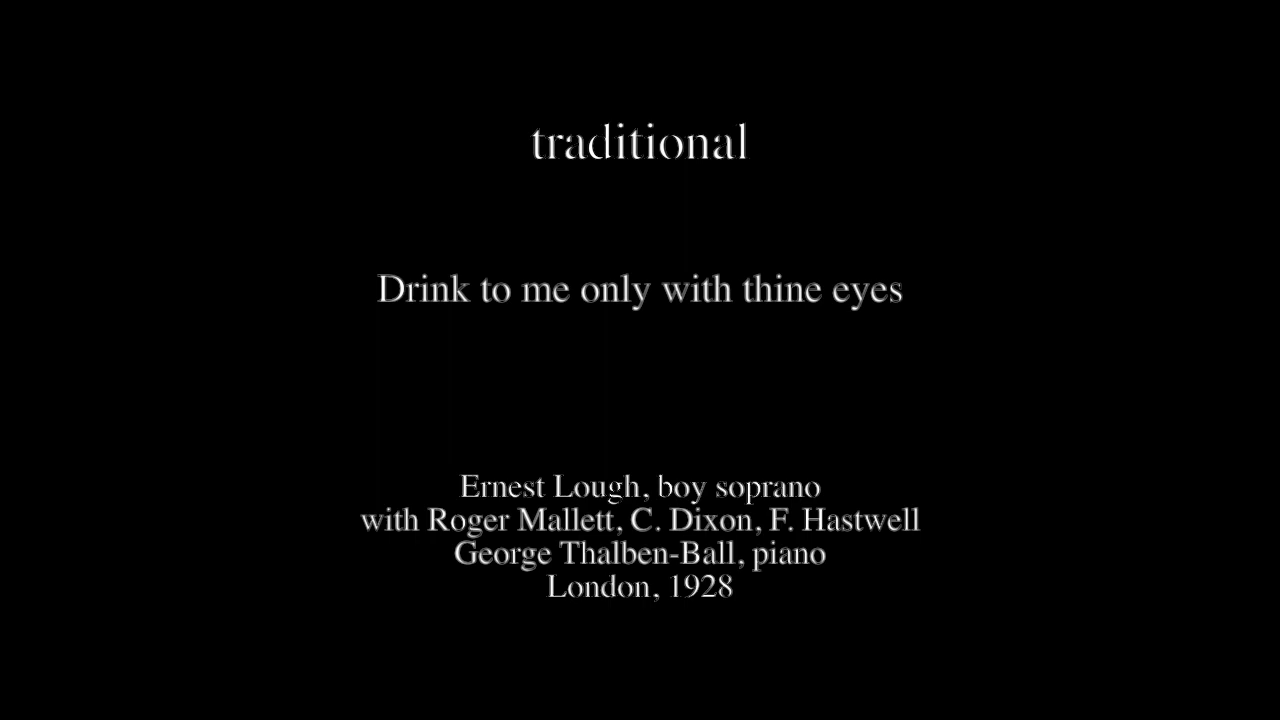 traditional
Drink to me only with thine eyes
Ernest Lough, boy soprano
with Roger Mallett, C. Dixon, F. Hastwell
George Thalben-Ball, piano
London, 1928